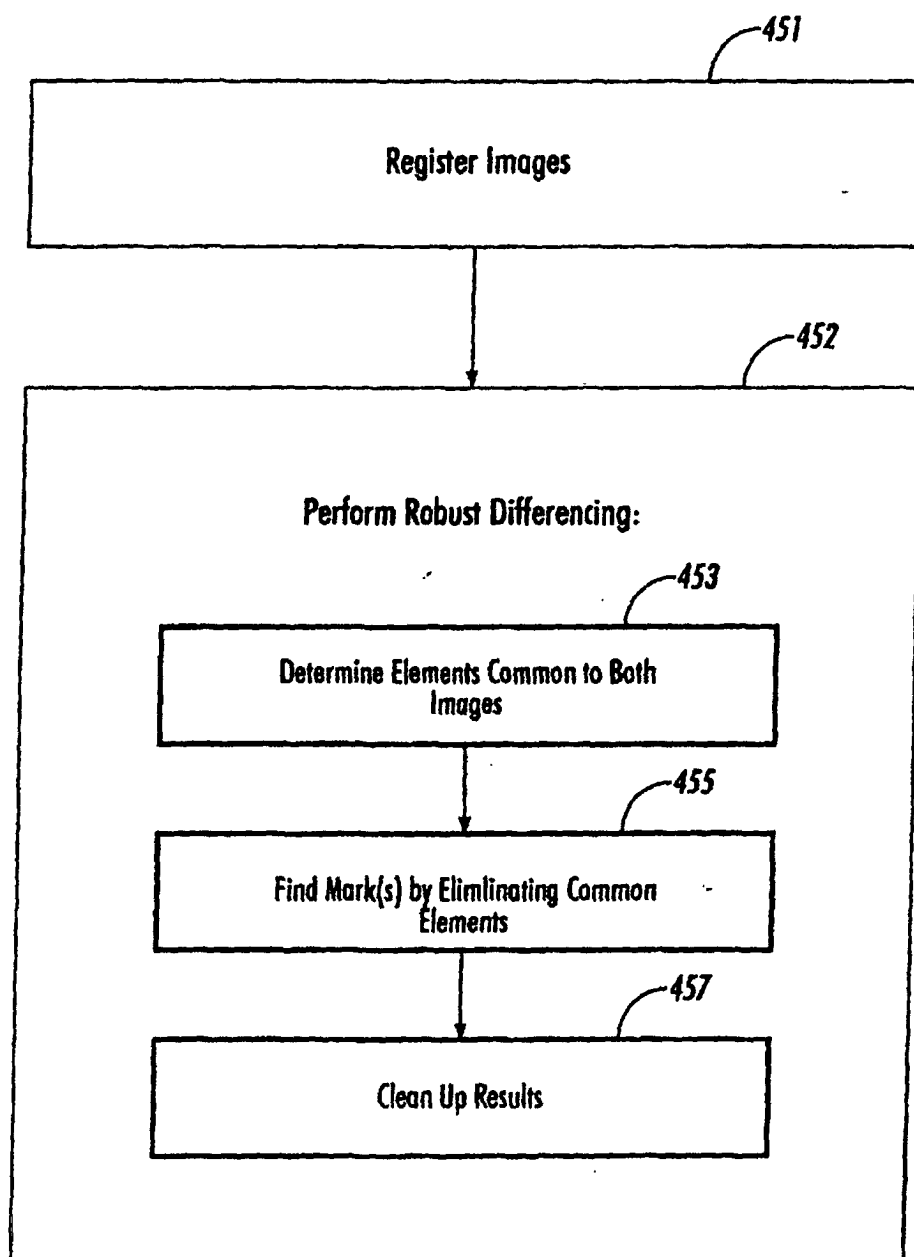 451
Register Images
452
Perform Robust Differencing:
453
Determine Elements Common to Both
Images
455
Find Mark(s) by Elimlinating Common
Elements
457
Clean Up Results